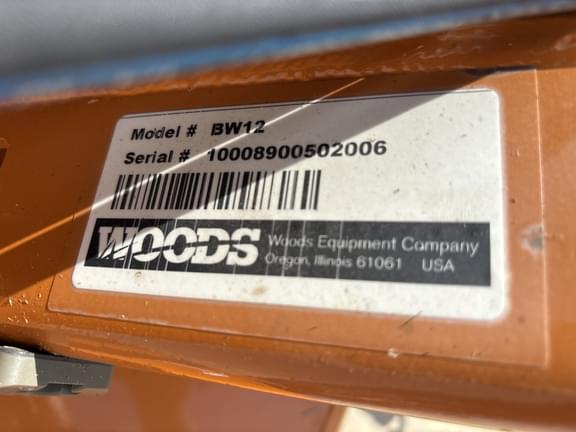 Model # BW12
Serial # 10008900502006
WOODS Woods Equipment Company
Oregon, Illinois 61061 USA